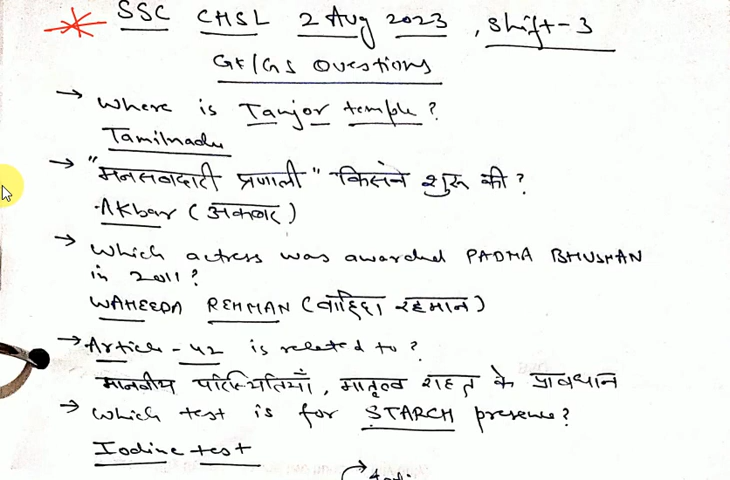 SSC CHSL 2 Aug 2023, Shift-3
GK/GS Questions
→ Where is Tanjor temple?
Tamilnadu
→ "मनसबदारी प्रणाली" किसने शुरू की?
Akbar (अकबर)
→ Which actress was awarded PADMA BHUSHAN
in 2011?
WAHEEDA REHMAN (वाहिदा रहमान)
→ Article-42 is related to?
मानवीय परिस्थितियाँ, मातृत्व राहत के प्रावधान
→ Which test is for STARCH presence?
Iodine test